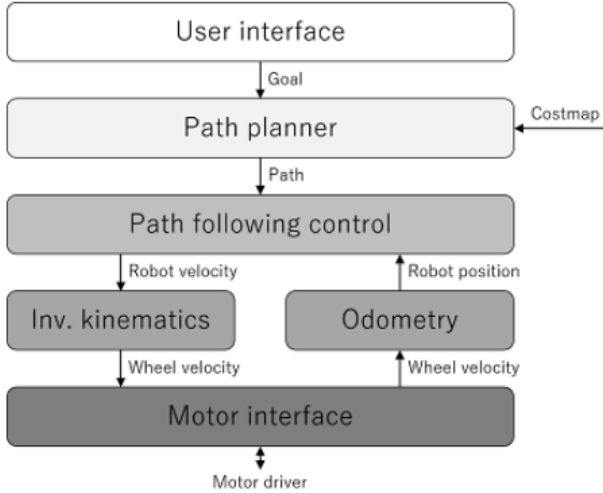 User interface
Goal
Path planner
Costmap
Path
Path following control
Robot velocity
Robot position
Inv. kinematics
Odometry
Wheel velocity
Wheel velocity
Motor interface
Motor driver